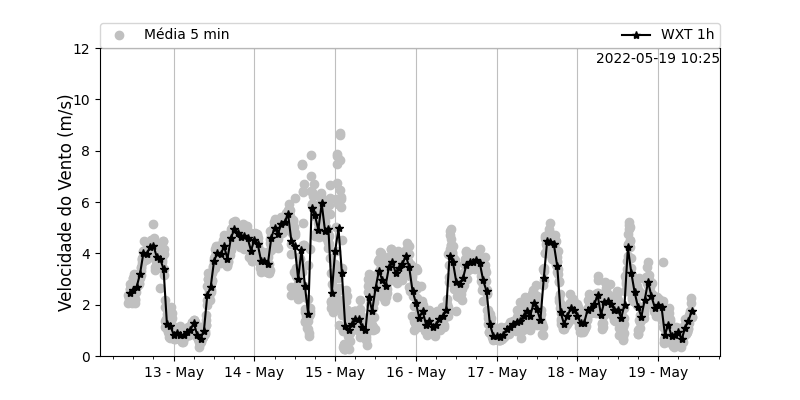 Média 5 min
WXT 1h
2022-05-19 10:25
Velocidade do Vento (m/s)
12
10
8
6
4
2
0
13 - May
14 - May
15 - May
16 - May
17 - May
18 - May
19 - May